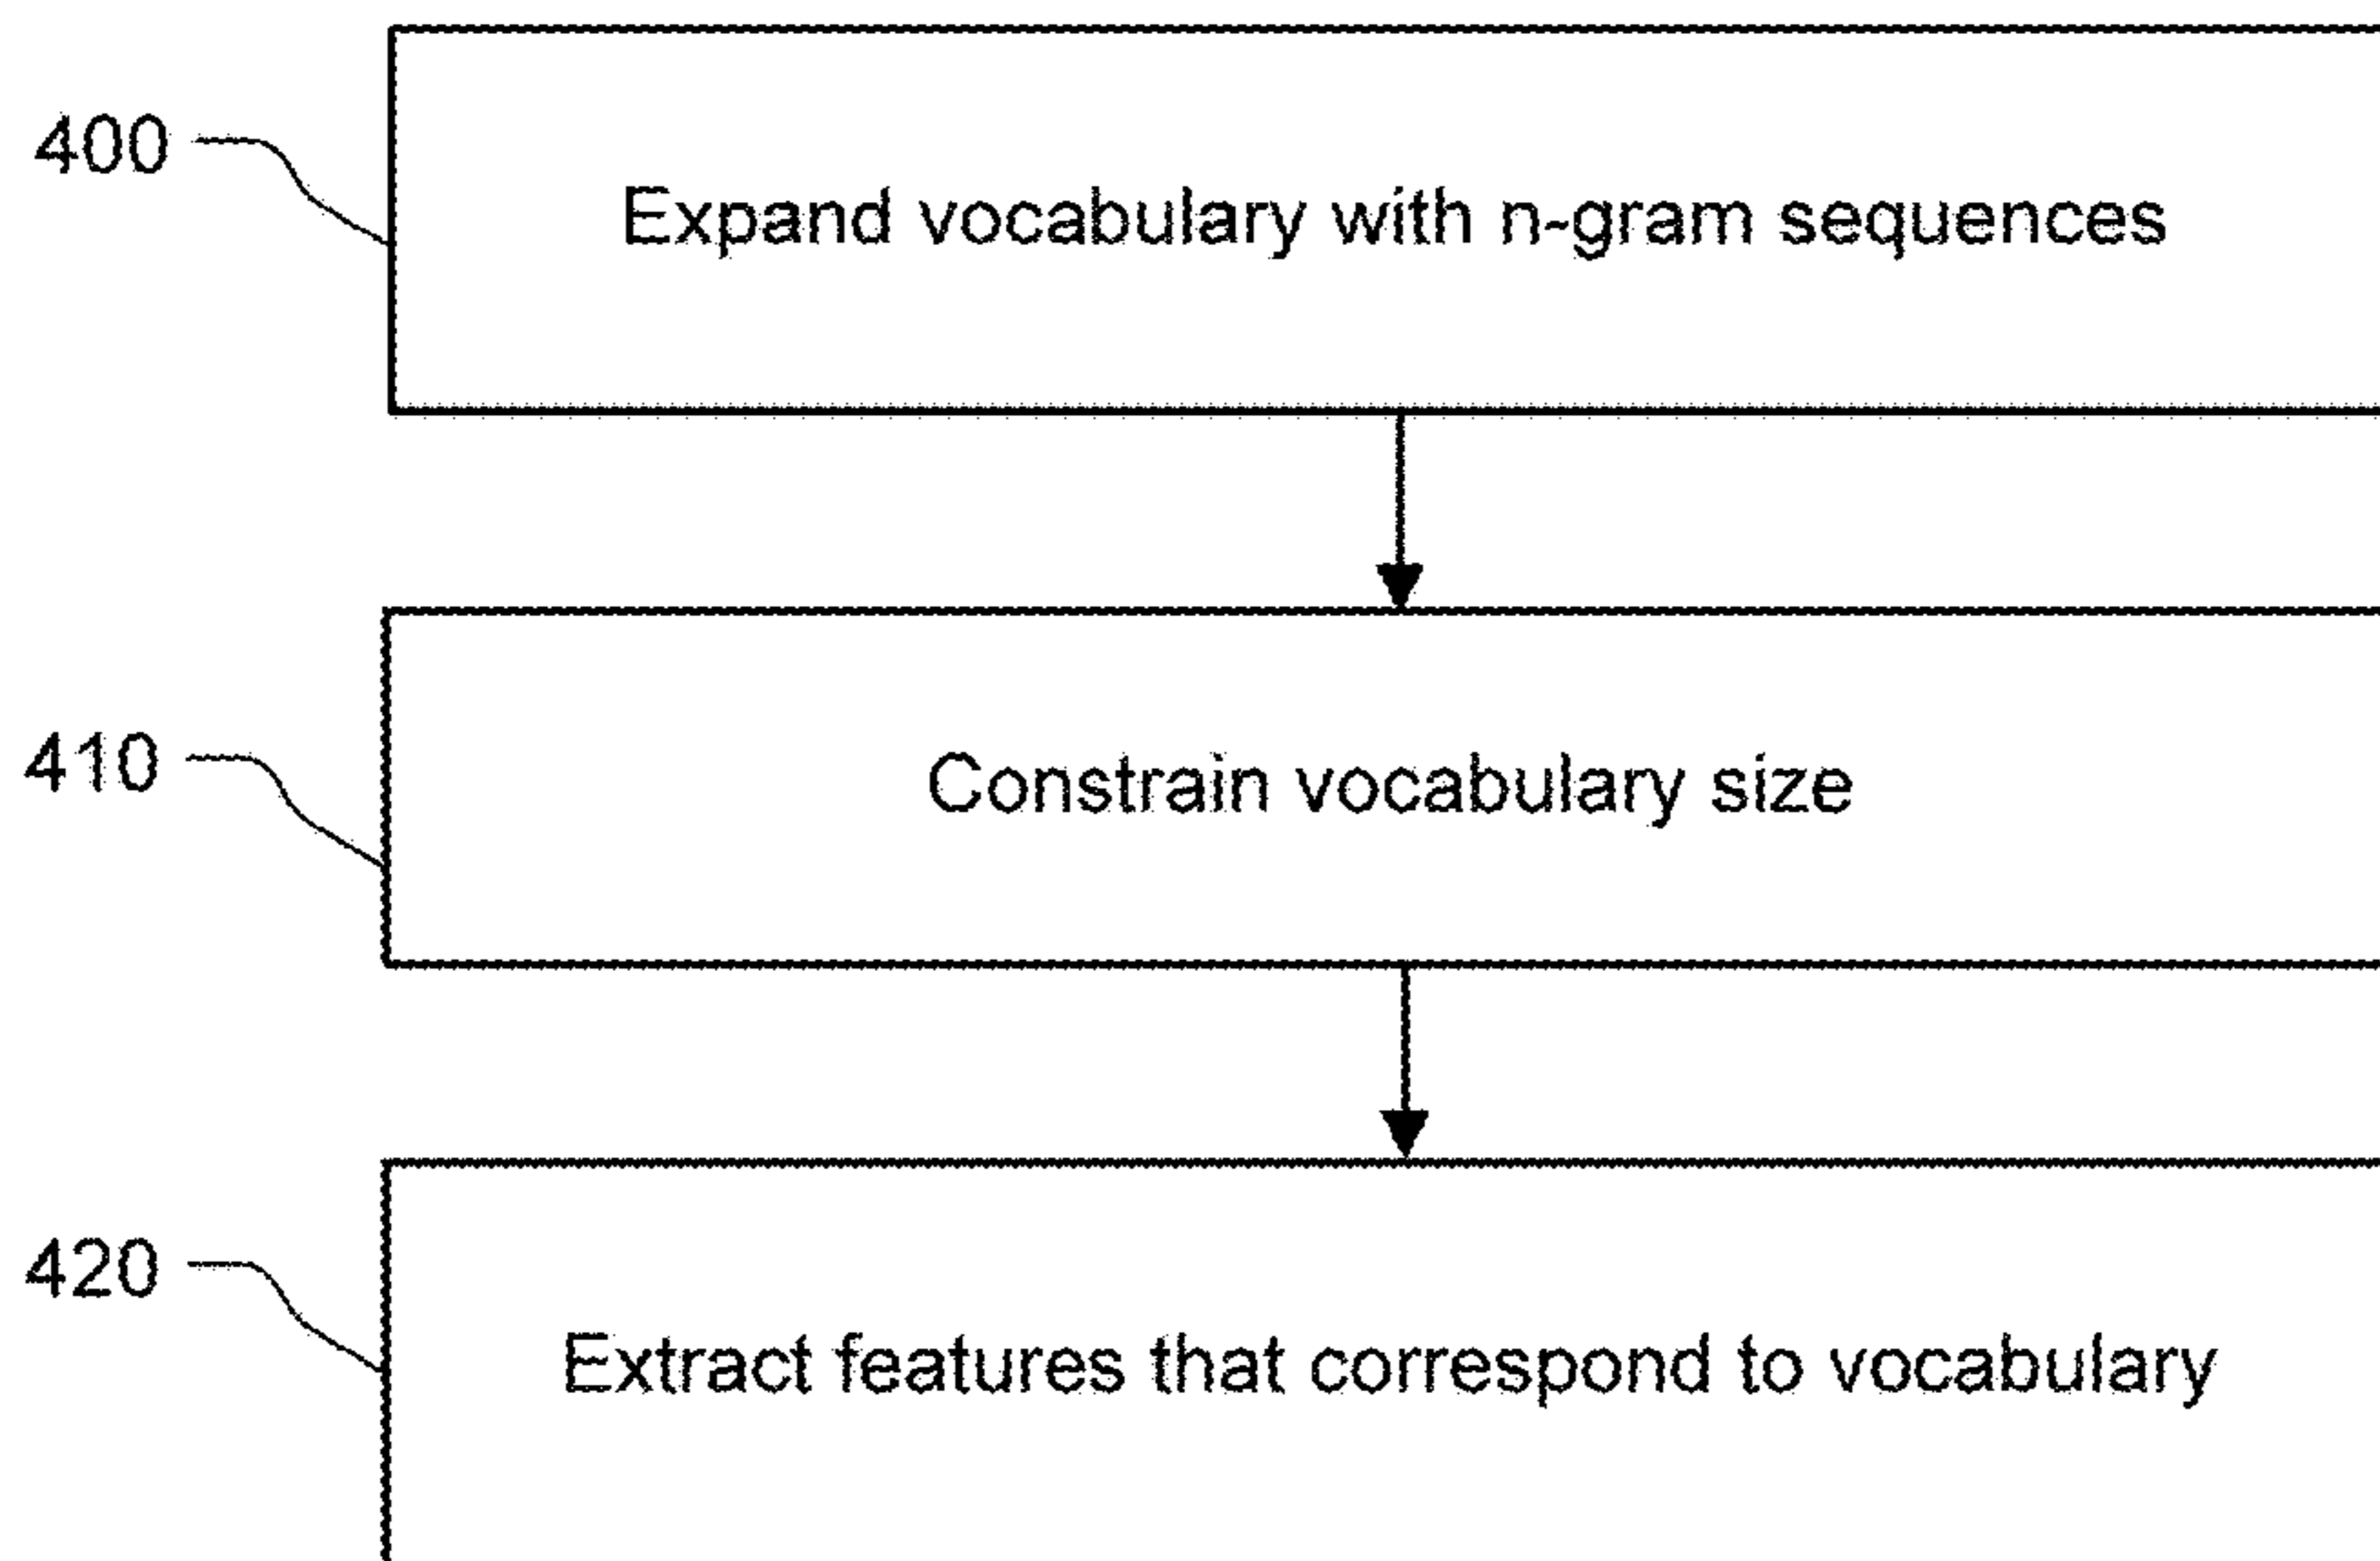 400
Expand vocabulary with n-gram sequences
410
Constrain vocabulary size
420
Extract features that correspond to vocabulary